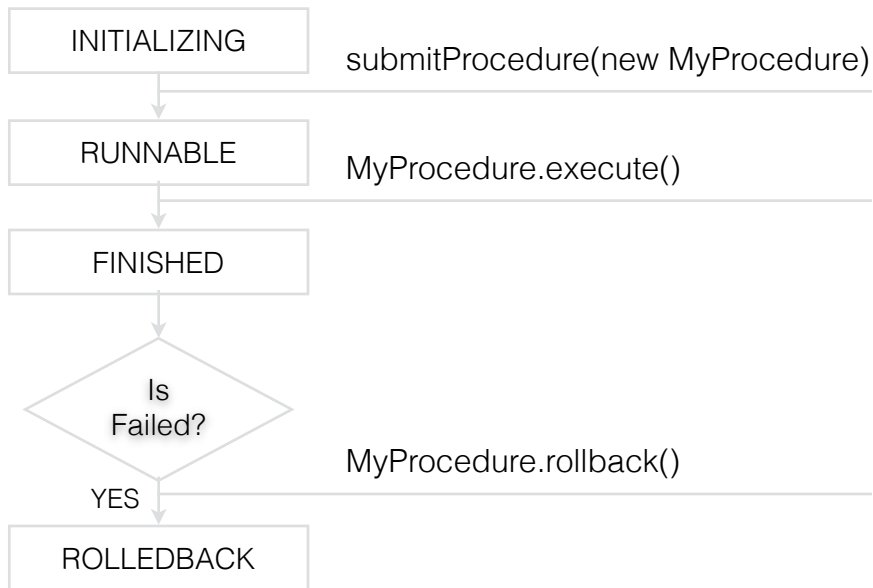 INITIALIZING
submitProcedure(new MyProcedure)
RUNNABLE
MyProcedure.execute()
FINISHED
Is
Failed?
MyProcedure.rollback()
YES
ROLLEDBACK